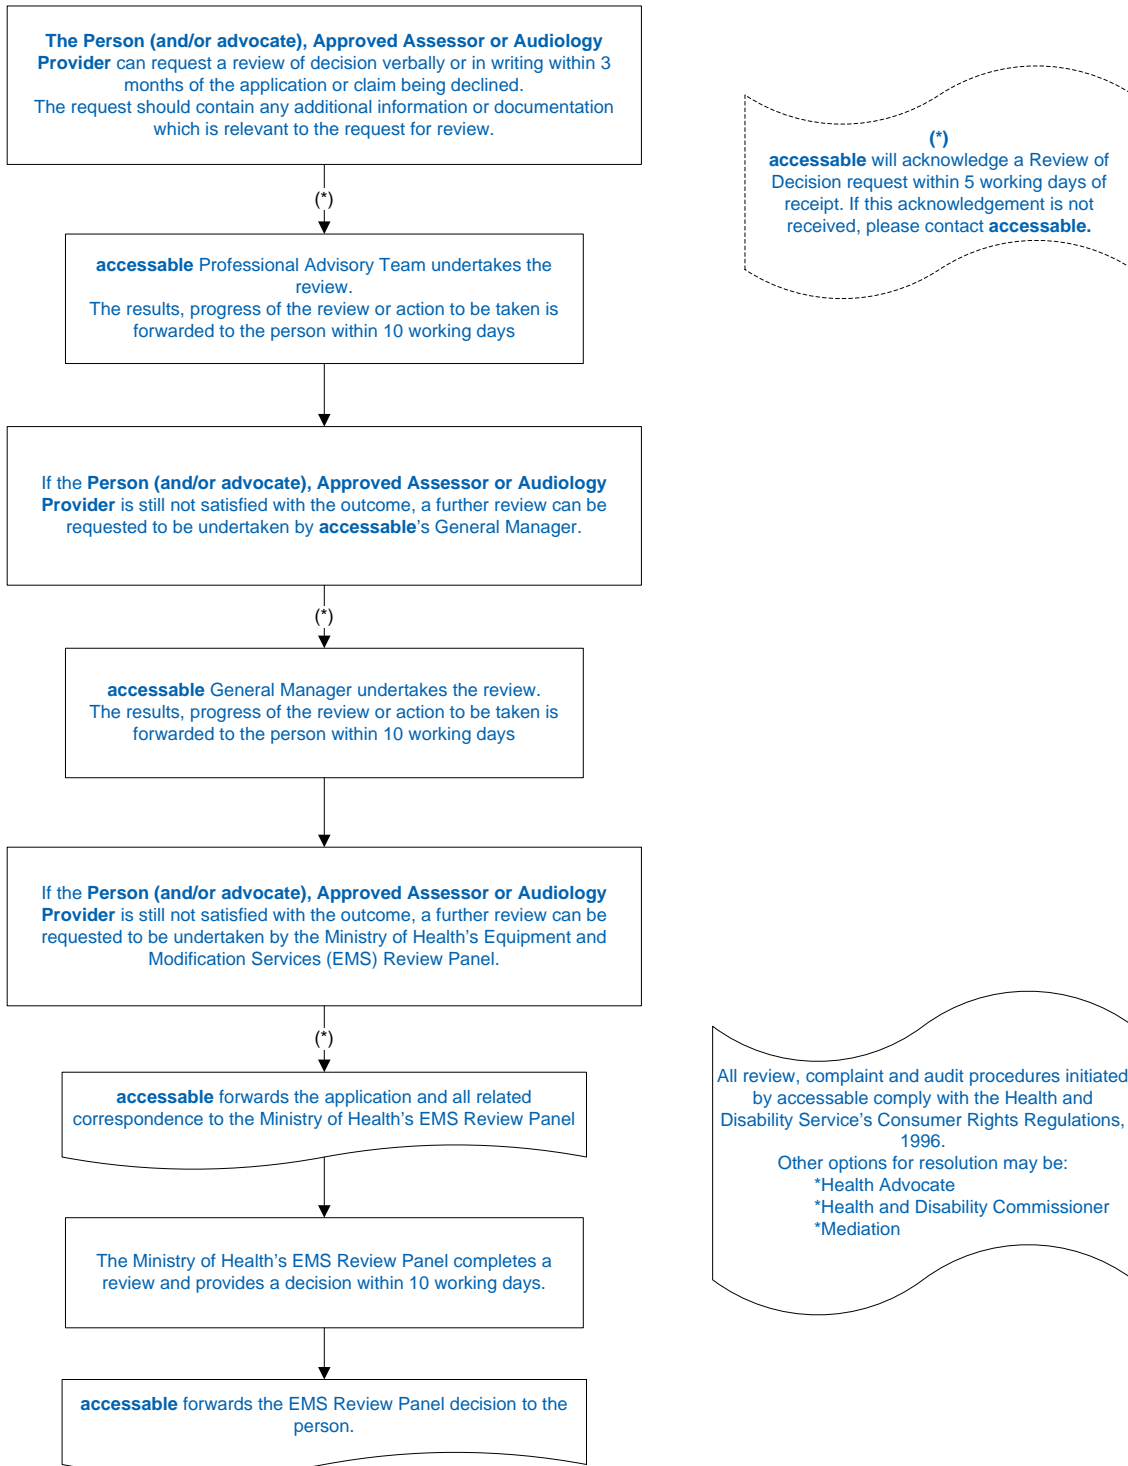 The Person (and/or advocate), Approved Assessor or Audiology
Provider can request a review of decision verbally or in writing within 3
months of the application or claim being declined.
The request should contain any additional information or documentation
which is relevant to the request for review.
(*)
accessable will acknowledge a Review of
Decision request within 5 working days of
receipt. If this acknowledgement is not
received, please contact accessable.
(*)
accessable Professional Advisory Team undertakes the
review.
The results, progress of the review or action to be taken is
forwarded to the person within 10 working days
If the Person (and/or advocate), Approved Assessor or Audiology
Provider is still not satisfied with the outcome, a further review can be
requested to be undertaken by accessable's General Manager.
(*)
accessable General Manager undertakes the review.
The results, progress of the review or action to be taken is
forwarded to the person within 10 working days
If the Person (and/or advocate), Approved Assessor or Audiology
Provider is still not satisfied with the outcome, a further review can be
requested to be undertaken by the Ministry of Health's Equipment and
Modification Services (EMS) Review Panel.
(*)
accessable forwards the application and all related
correspondence to the Ministry of Health's EMS Review Panel
All review, complaint and audit procedures initiated
by accessable comply with the Health and
Disability Service's Consumer Rights Regulations,
1996.
Other options for resolution may be:
*Health Advocate
*Health and Disability Commissioner
*Mediation
The Ministry of Health's EMS Review Panel completes a
review and provides a decision within 10 working days.
accessable forwards the EMS Review Panel decision to the
person.